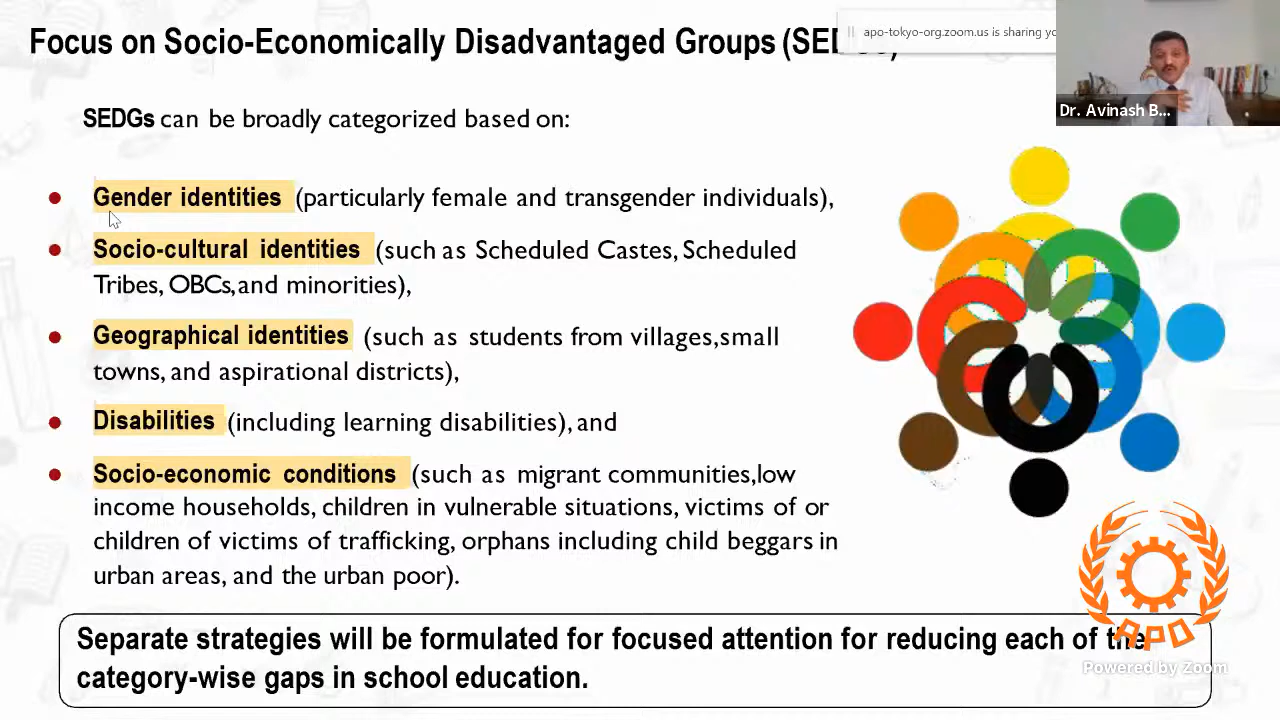 Focus on Socio-Economically Disadvantaged Groups (SED
apo-tokyo-org.zoom.us is sharing yo
Dr. Avinash B...
SEDGs can be broadly categorized based on:
• Gender identities (particularly female and transgender individuals),
• Socio-cultural identities (such as Scheduled Castes, Scheduled
Tribes, OBCs, and minorities),
• Geographical identities (such as students from villages, small
towns, and aspirational districts),
• Disabilities (including learning disabilities), and
• Socio-economic conditions (such as migrant communities, low
income households, children in vulnerable situations, victims of or
children of victims of trafficking, orphans including child beggars in
urban areas, and the urban poor).
Separate strategies will be formulated for focused attention for reducing each of the
category-wise gaps in school education.
APO
Powered by Zoom